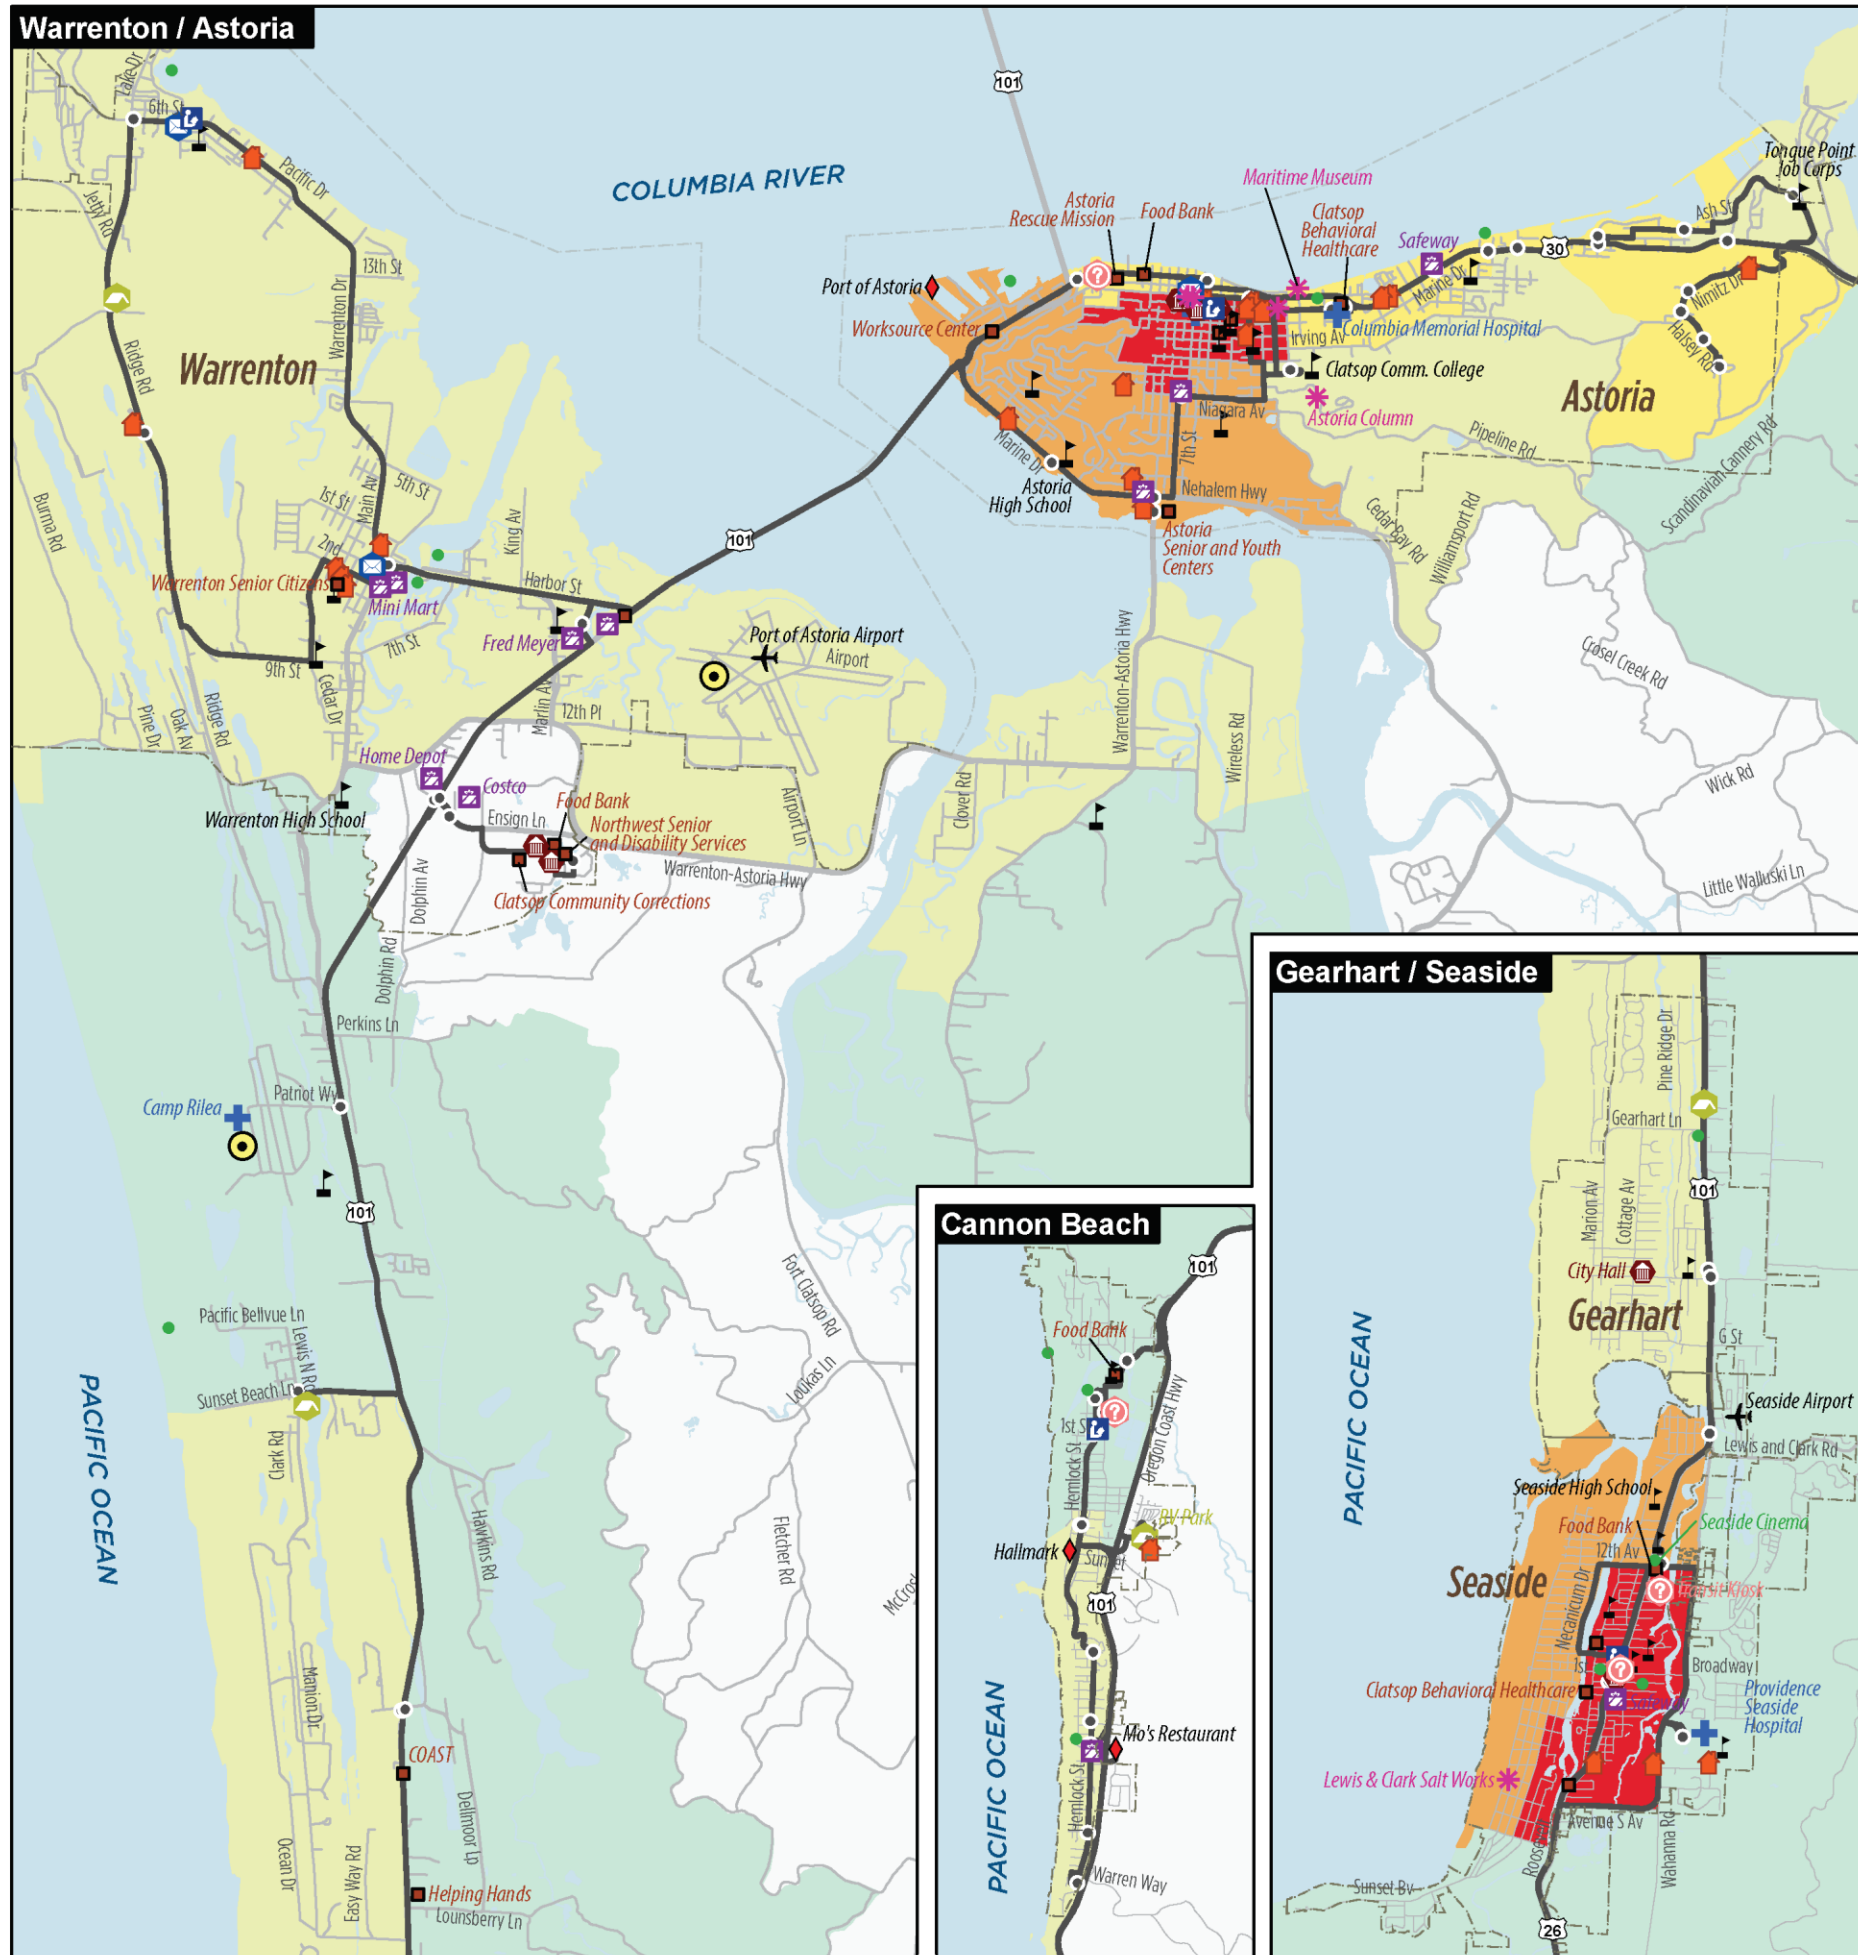 Warrenton / Astoria
101
Lake Dr
6th St
Pacific Dr
Jetty Rd
13th St
Warrenton Dr
Ridge Rd
Warrenton
COLUMBIA RIVER
Maritime Museum
Tongue Point
Job Corps
Astoria
Rescue Mission
Food Bank
Clatsop
Behavioral
Healthcare
Safeway
Ash St
30
Port of Astoria
Marine Dr
Nimitz Dr
Halsey Rd
Worksource Center
Columbia Memorial Hospital
Irving Av
Clatsop Comm. College
Astoria
Niagara Av
Astoria Column
Pipeline Rd
7th St
Marine Dr
Astoria
High School
Nehalem Hwy
Scandinavian Cannery Rd
Williamsport Rd
Cedar Bay Rd
Astoria
Senior and Youth
Centers
Burma Rd
1st St
Main Av
5th St
2nd
King Av
101
Harbor St
Warrenton Senior Citizens
Mini Mart
7th St
9th St
Fred Meyer
Port of Astoria Airport
Airport
Cedar Dr
Ridge Rd
Oak Av
Pine Dr
Marlin Av
12th Pl
Warrenton-Astoria Hwy
Wireless Rd
Crosel Creek Rd
Wick Rd
Little Walluski Ln
Home Depot
Costco
Warrenton High School
Ensign Ln
Food Bank
Northwest Senior
and Disability Services
Airport Ln
Clover Rd
Warrenton-Astoria Hwy
Clatsop Community Corrections
Dolphin Av
Dolphin Rd
Perkins Ln
Patriot Wy
Camp Rilea
101
Fort Clatsop Rd
Pacific Bellvue Ln
Lewis N Rd
Sunset Beach Ln
Loukas Ln
PACIFIC OCEAN
Clark Rd
Hawkins Rd
Fletcher Rd
Manion Dr
COAST
Dellmoor Lp
Ocean Dr
Easy Way Rd
Helping Hands
Lounsberry Ln
Cannon Beach
101
Food Bank
1st S
Hemlock St
Oregon Coast Hwy
RV Park
Hallmark
Sunset
101
PACIFIC OCEAN
Mo's Restaurant
Hemlock St
Warren Way
Gearhart / Seaside
Pine Ridge Dr
Gearhart Ln
101
Marion Av
Cottage Av
City Hall
Gearhart
G St
PACIFIC OCEAN
Seaside Airport
Lewis and Clark Rd
Seaside High School
Food Bank
Seaside Cinema
12th Av
Seaside
Transit Kiosk
Necanicum Dr
1st
Broadway
Clatsop Behavioral Healthcare
Safeway
Providence
Seaside
Hospital
Lewis & Clark Salt Works
Avenue S Av
Wahanna Rd
Sunset Bv
26